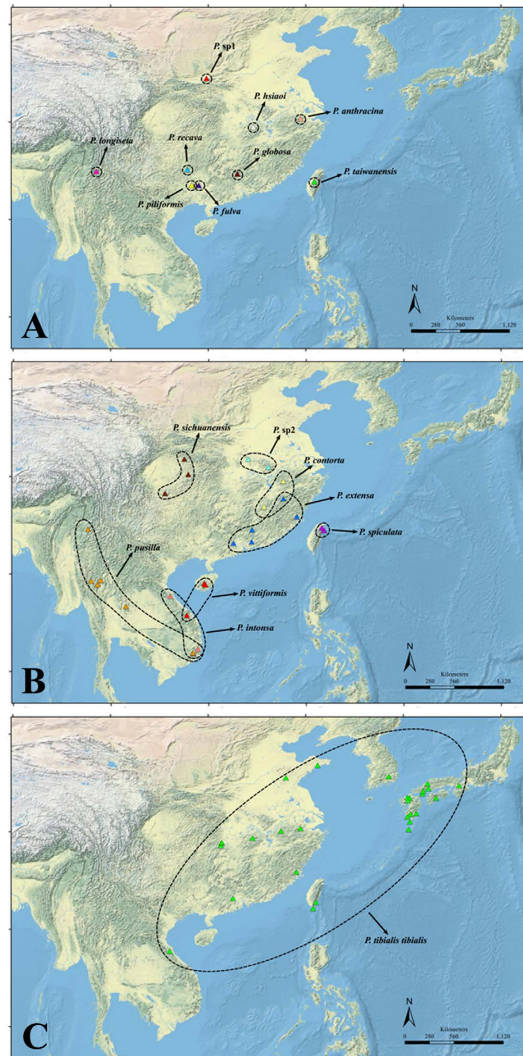 P. sp1
P. hsiaoi
P. anthracina
P. longiseta
P. recava
P. globosa
P. taiwanensis
P. piliformis
P. fulva
N
Kilometers
0 280 560 1,120
A
P. sichuanensis
P. sp2
P. contorta
P. extensa
P. spiculata
P. pusilla
P. vittiformis
P. intonsa
N
Kilometers
0 280 560 1,120
B
P. tibialis tibialis
N
Kilometers
0 280 560 1,120
C